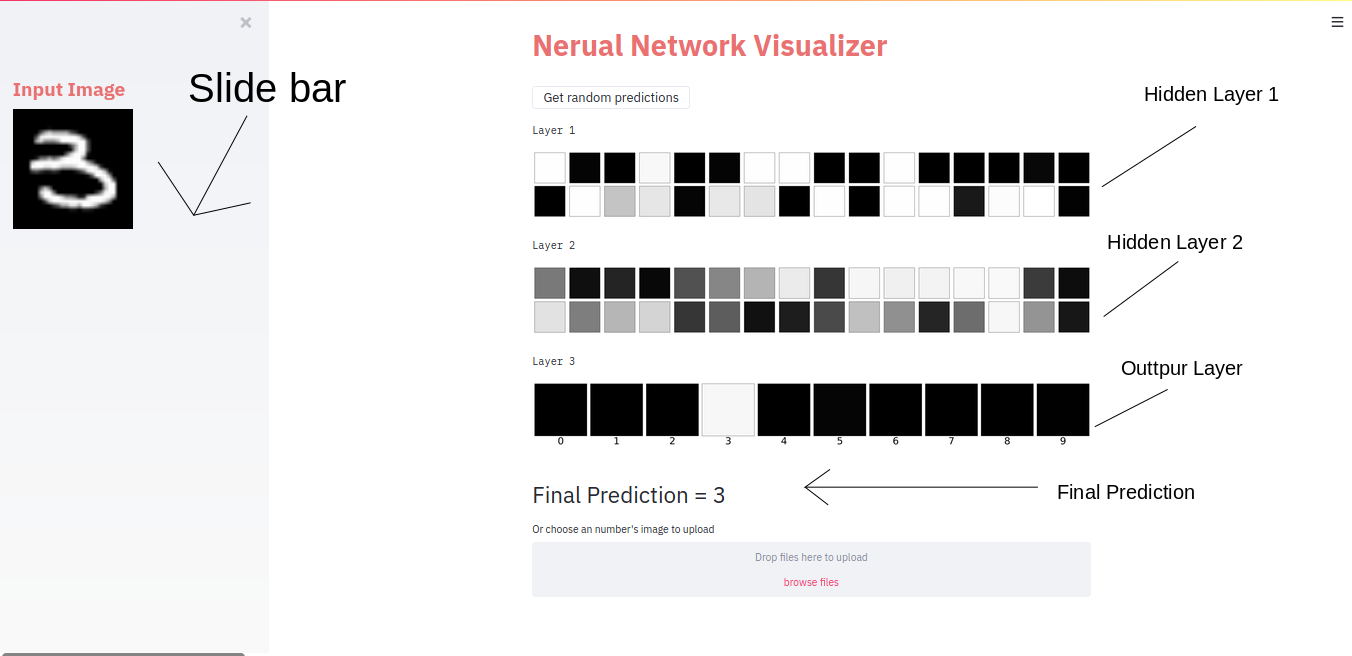 Nerual Network Visualizer
Input Image
Slide bar
3
Get random predictions
Hidden Layer 1
Layer 1
Hidden Layer 2
Layer 2
Layer 3
Outtpur Layer
0 1 2 3 4 5 6 7 8 9
Final Prediction = 3
Final Prediction
Or choose an number's image to upload
Drop files here to upload
browse files